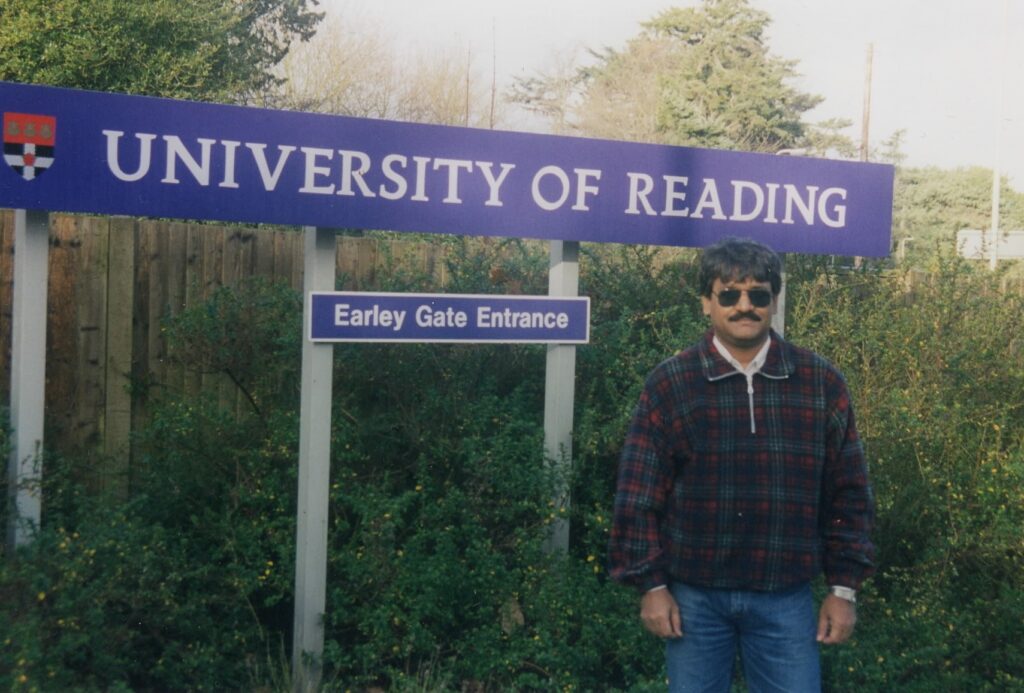 UNIVERSITY OF READING
Earley Gate Entrance